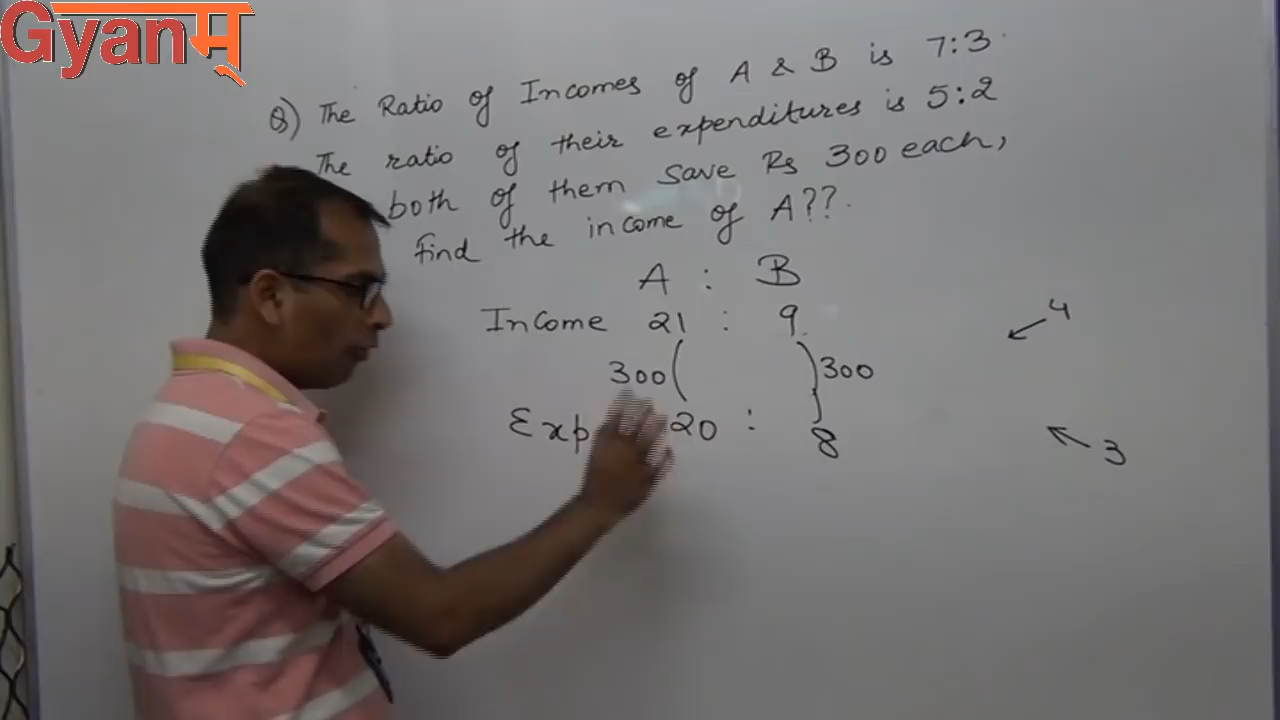 Gyanम्
Q) The Ratio of Incomes of A & B is 7:3
The ratio of their expenditures is 5:2
both of them save Rs 300 each,
find the income of A??.
A : B
Income 21 : 9
4
300 300
Exp 20 : 8
3